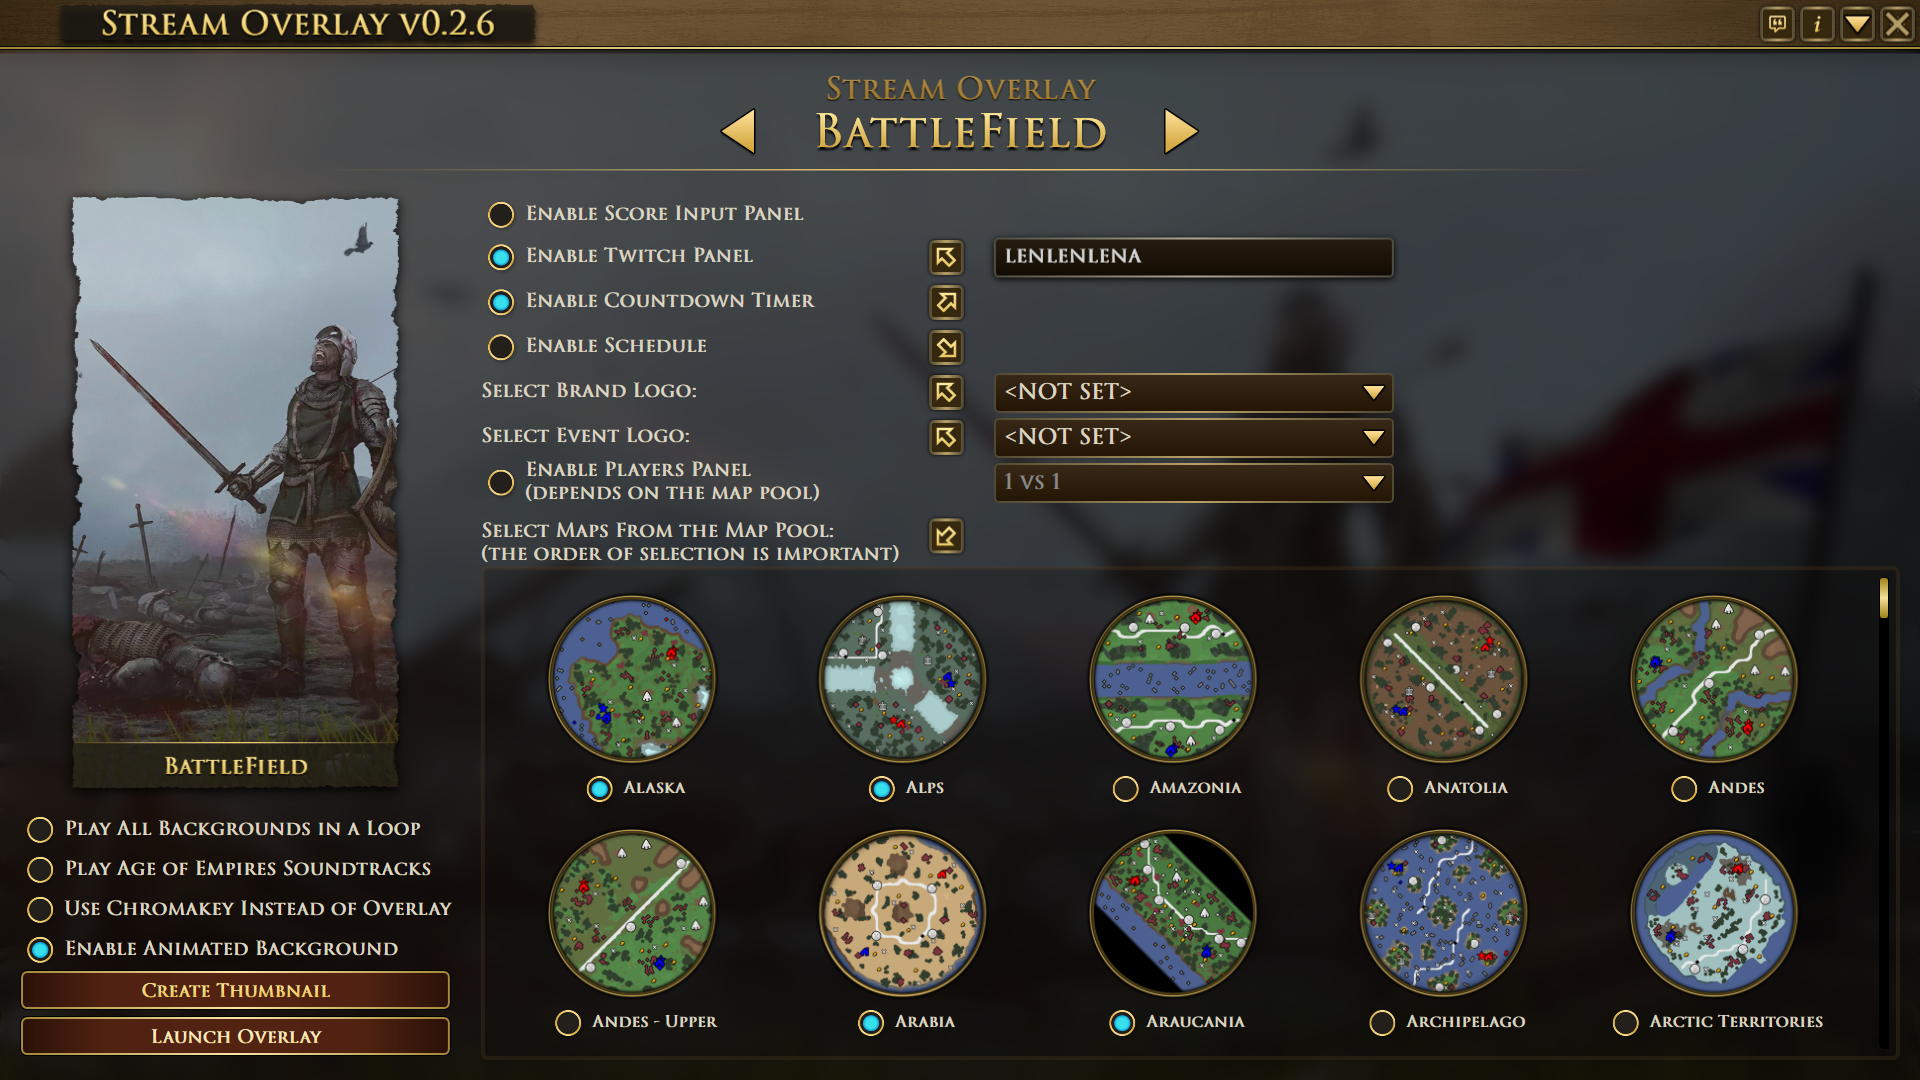 Stream Overlay v0.2.6
Stream Overlay
BattleField
Enable Score Input Panel
Enable Twitch Panel
LENLENLENA
Enable Countdown Timer
Enable Schedule
Select Brand Logo:
<NOT SET>
Select Event Logo:
<NOT SET>
Enable Players Panel
(depends on the map pool)
1 vs 1
Select Maps From the Map Pool:
(the order of selection is important)
BattleField
Alaska
Alps
Amazonia
Anatolia
Andes
Play All Backgrounds in a Loop
Play Age of Empires Soundtracks
Use Chromakey Instead of Overlay
Enable Animated Background
Create Thumbnail
Launch Overlay
Andes - Upper
Arabia
Araucania
Archipelago
Arctic Territories